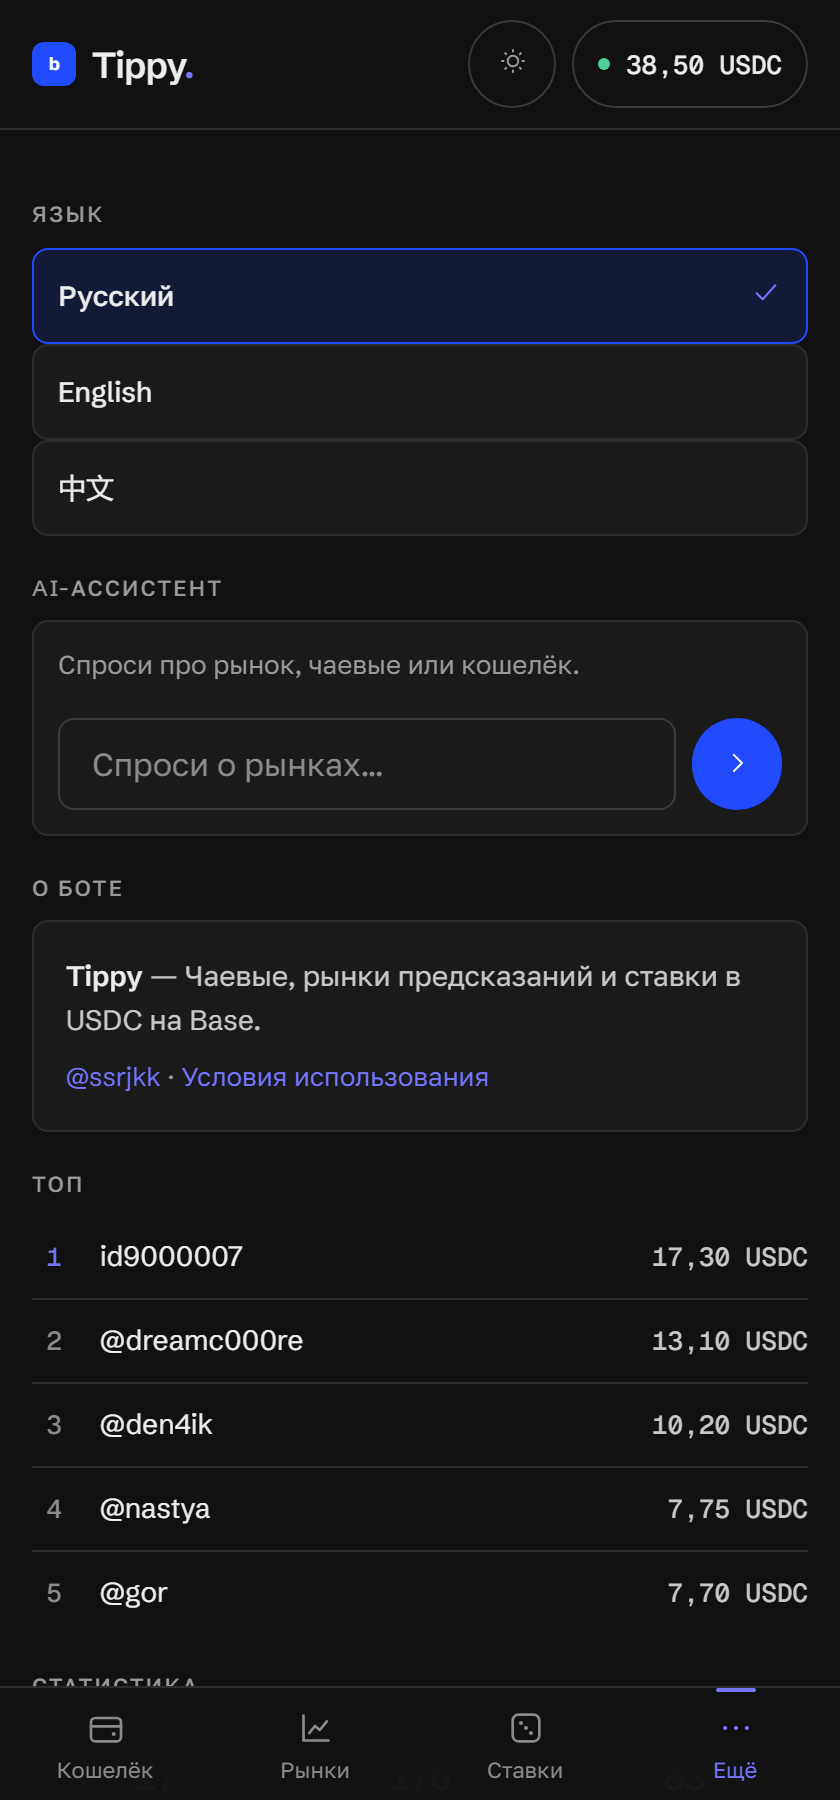 b Tippy.
38,50 USDC
ЯЗЫК
Русский
English
中文
AI-АССИСТЕНТ
Спроси про рынок, чаевые или кошелёк.
Спроси о рынках...
О БОТЕ
Tippy — Чаевые, рынки предсказаний и ставки в
USDC на Base.
@ssrjkk · Условия использования
ТОП
1 id9000007 17,30 USDC
2 @dreamc000re 13,10 USDC
3 @den4ik 10,20 USDC
4 @nastya 7,75 USDC
5 @gor 7,70 USDC
СТАТИСТИКА
Кошелёк Рынки Ставки Ещё